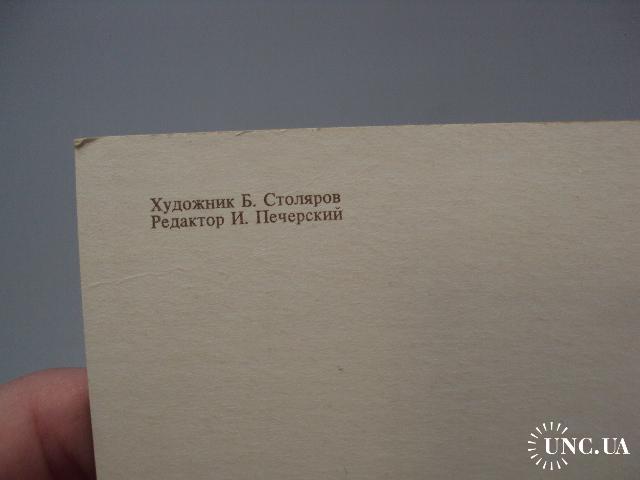 Художник Б. Столяров
Редактор И. Печерский
UNC.UA